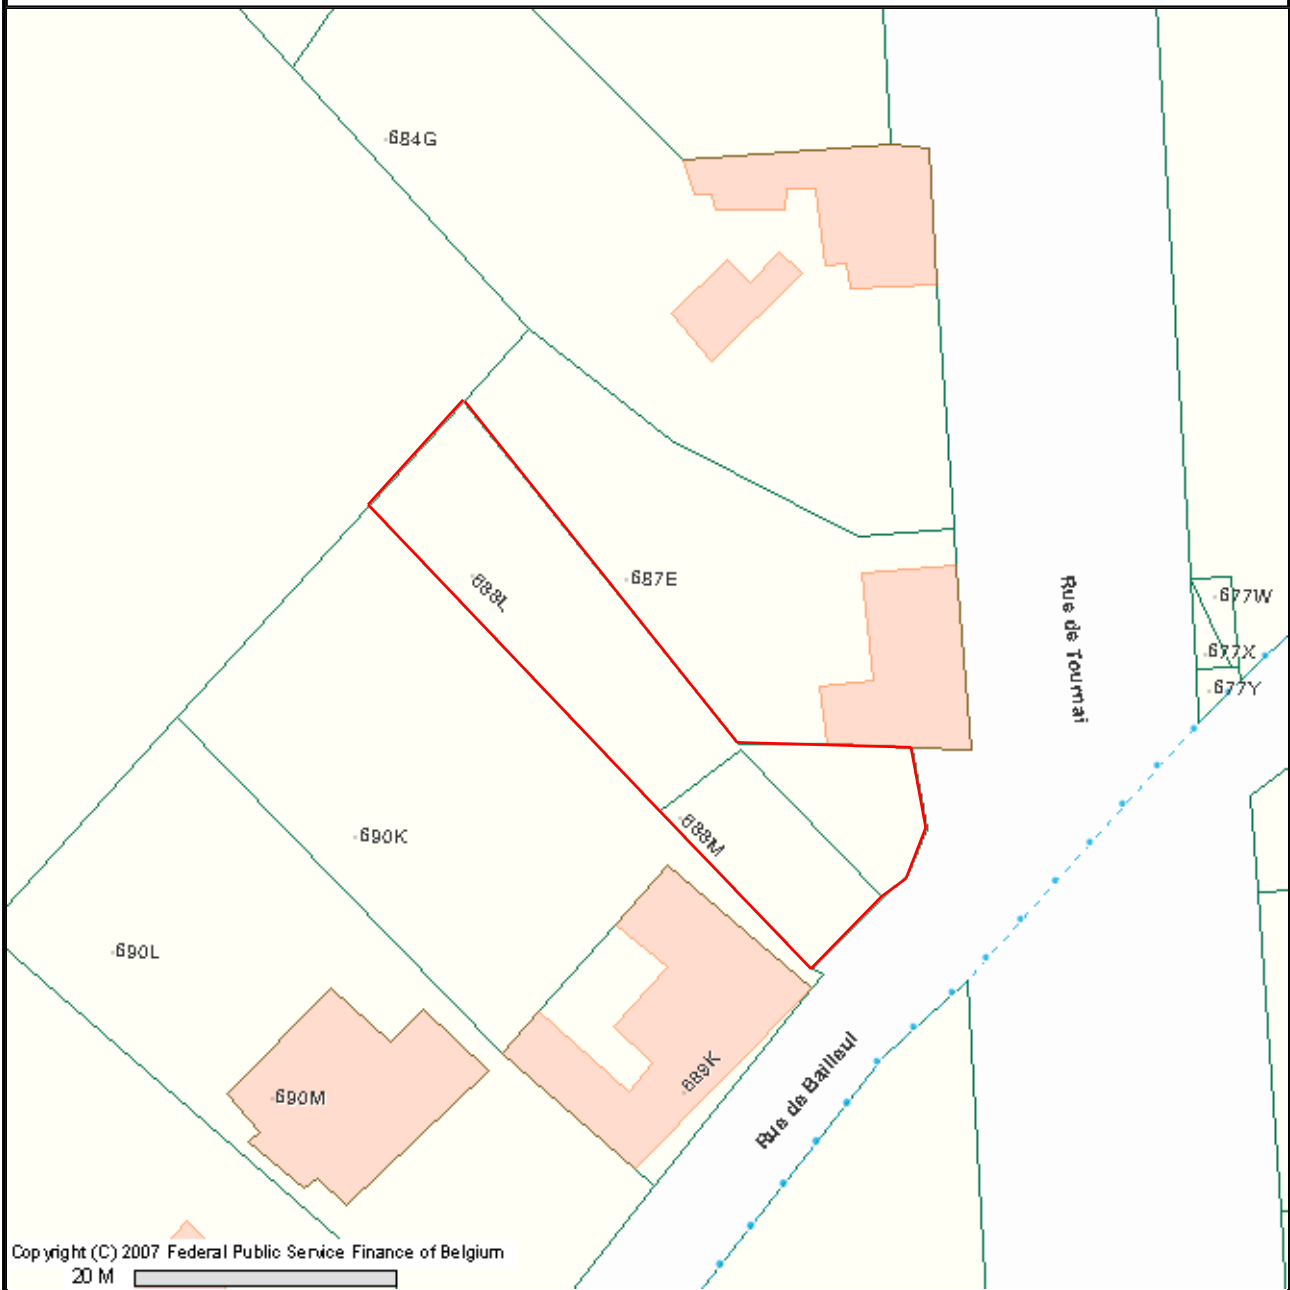 684G
688L
687E
Rue de Tournai
677W
677X
677Y
688M
690K
690L
689K
690M
Rue de Bailleul
Copyright (C) 2007 Federal Public Service Finance of Belgium
20 M